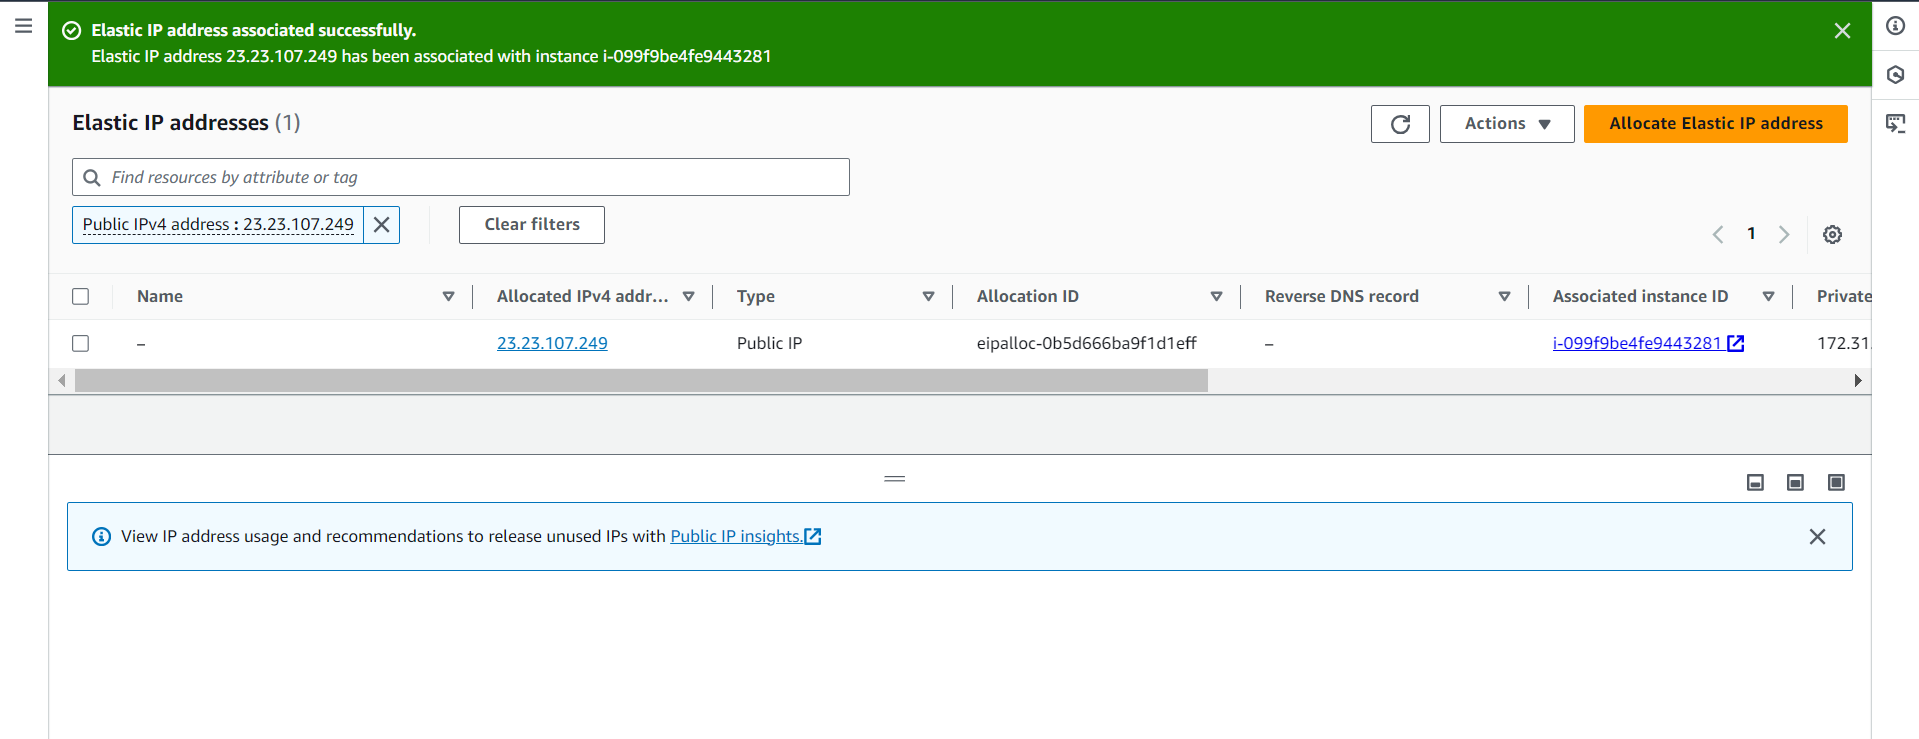 Elastic IP address associated successfully.
Elastic IP address 23.23.107.249 has been associated with instance i-099f9be4fe9443281
Elastic IP addresses (1)
Actions
Allocate Elastic IP address
Find resources by attribute or tag
Public IPv4 address : 23.23.107.249
Clear filters
1
Name Allocated IPv4 addr... Type Allocation ID Reverse DNS record Associated instance ID Private
– 23.23.107.249 Public IP eipalloc-0b5d666ba9f1d1eff – i-099f9be4fe9443281 172.31.
View IP address usage and recommendations to release unused IPs with Public IP insights.